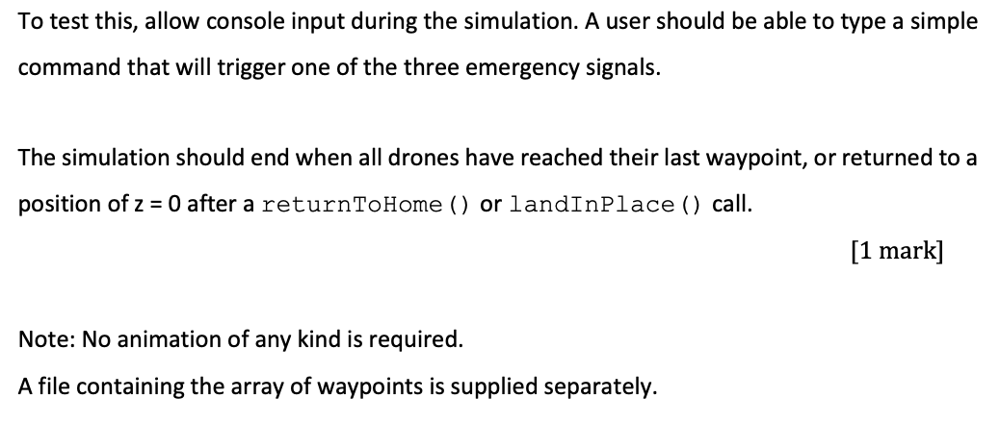 To test this, allow console input during the simulation. A user should be able to type a simple
command that will trigger one of the three emergency signals.
The simulation should end when all drones have reached their last waypoint, or returned to a
position of z = 0 after a returnToHome() or landInPlace() call.
[1 mark]
Note: No animation of any kind is required.
A file containing the array of waypoints is supplied separately.